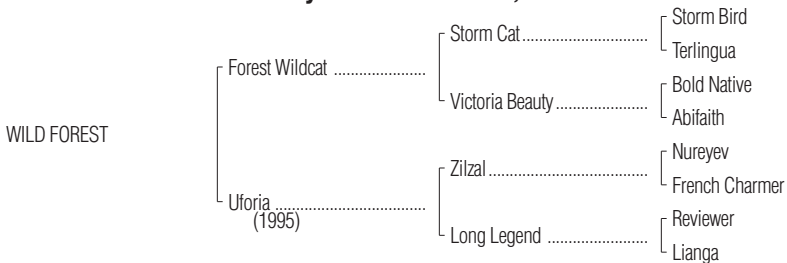 Storm Bird
Storm Cat..............................
Terlingua
Forest Wildcat ......................
Bold Native
Victoria Beauty......................
Abifaith
WILD FOREST
Nureyev
Zilzal......................................
French Charmer
Uforia ....................................
(1995)
Reviewer
Long Legend ........................
Lianga